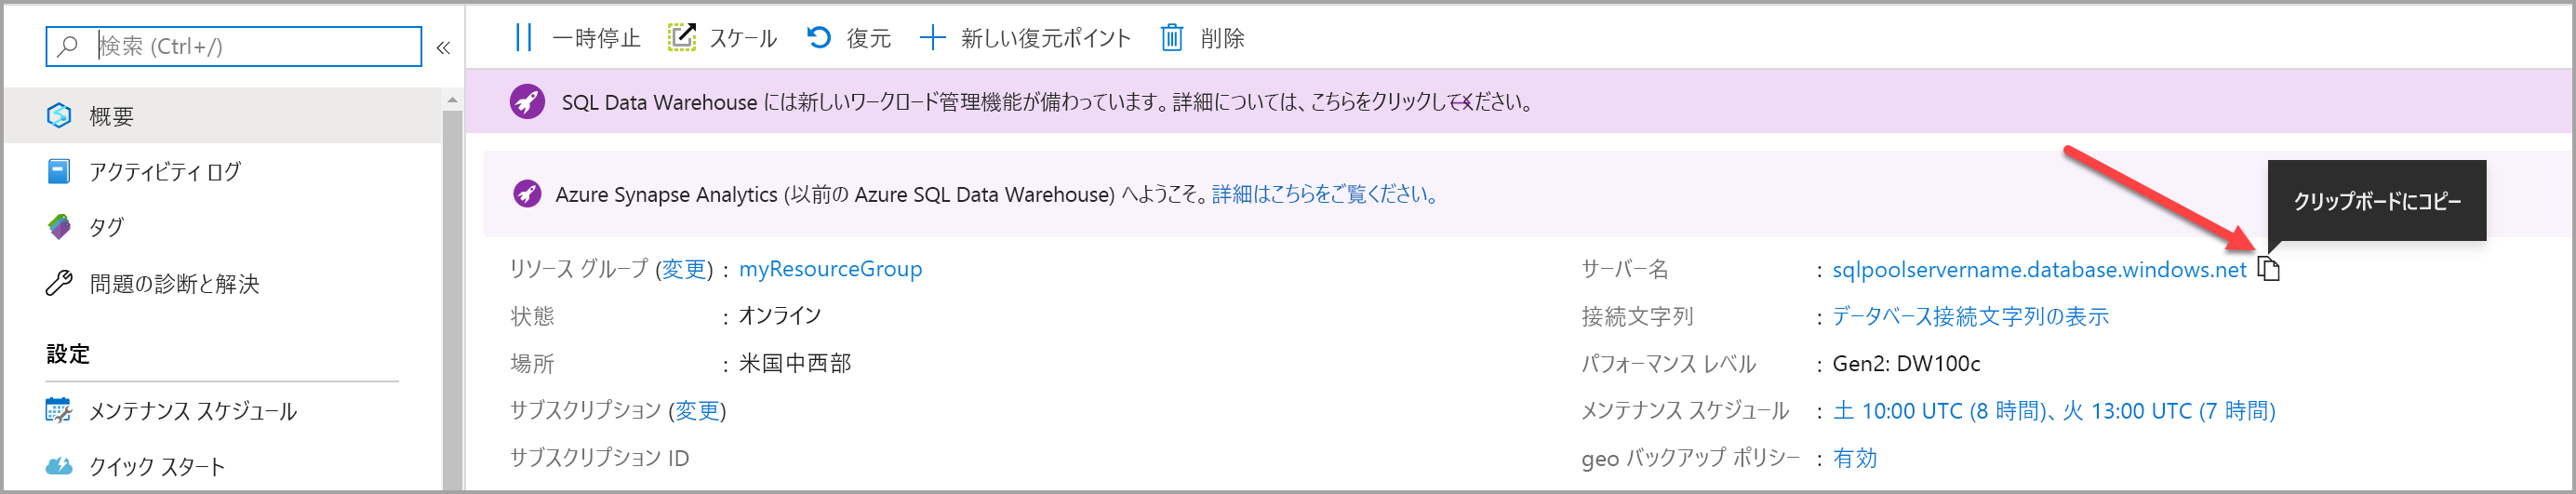 検索 (Ctrl+/) «
概要
アクティビティ ログ
タグ
問題の診断と解決
設定
メンテナンス スケジュール
クイック スタート
一時停止 スケール 復元 新しい復元ポイント 削除
SQL Data Warehouse には新しいワークロード管理機能が備わっています。詳細については、こちらをクリックしてください。
Azure Synapse Analytics (以前の Azure SQL Data Warehouse) へようこそ。詳細はこちらをご覧ください。
クリップボードにコピー
リソース グループ (変更) : myResourceGroup
状態 : オンライン
場所 : 米国中西部
サブスクリプション (変更)
サブスクリプション ID
サーバー名 : sqlpoolservername.database.windows.net
接続文字列 : データベース接続文字列の表示
パフォーマンス レベル : Gen2: DW100c
メンテナンス スケジュール : 土 10:00 UTC (8 時間)、火 13:00 UTC (7 時間)
geo バックアップ ポリシー : 有効